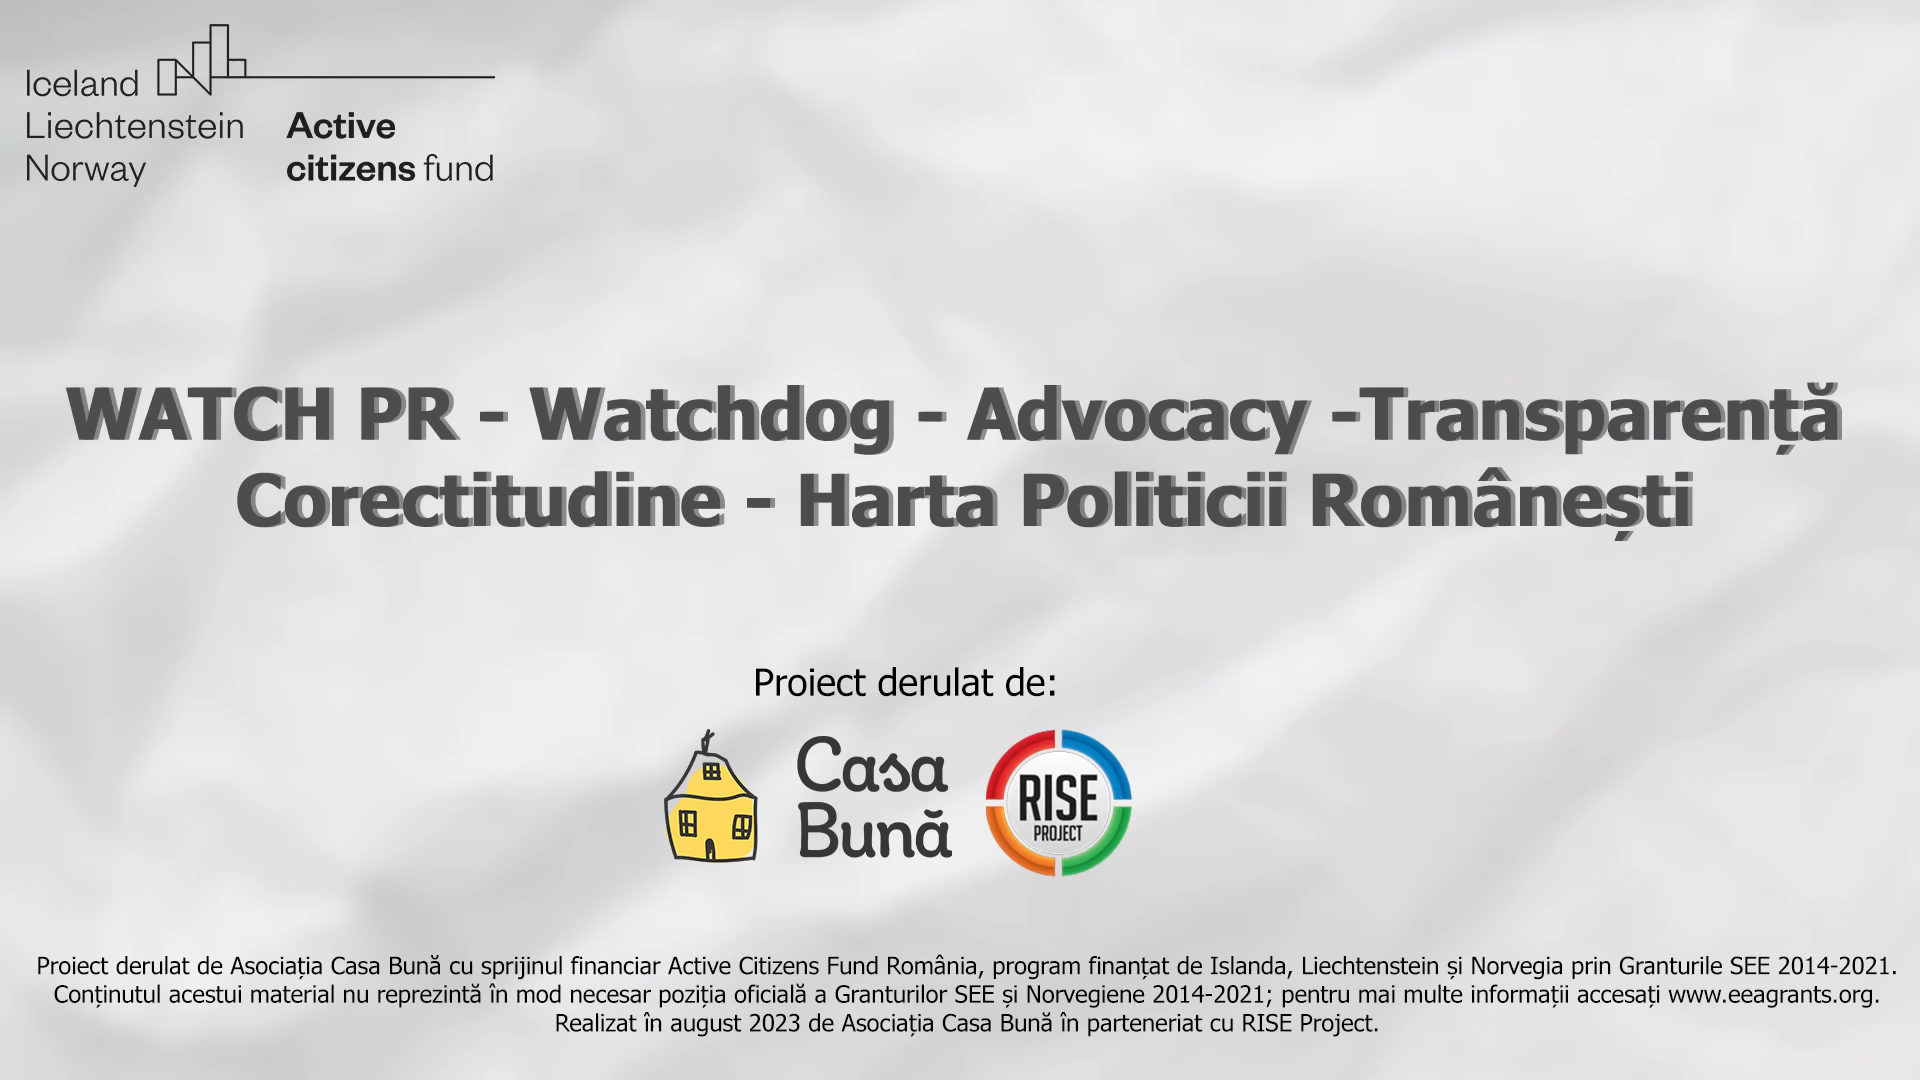 Iceland
Liechtenstein
Norway
Active
citizens fund
WATCH PR - Watchdog - Advocacy -Transparență
Corectitudine - Harta Politicii Românești
Proiect derulat de:
Casa
Bună
RISE
PROJECT
Proiect derulat de Asociația Casa Bună cu sprijinul financiar Active Citizens Fund România, program finanțat de Islanda, Liechtenstein și Norvegia prin Granturile SEE 2014-2021.
Conținutul acestui material nu reprezintă în mod necesar poziția oficială a Granturilor SEE și Norvegiene 2014-2021; pentru mai multe informații accesați www.eeagrants.org.
Realizat în august 2023 de Asociația Casa Bună în parteneriat cu RISE Project.